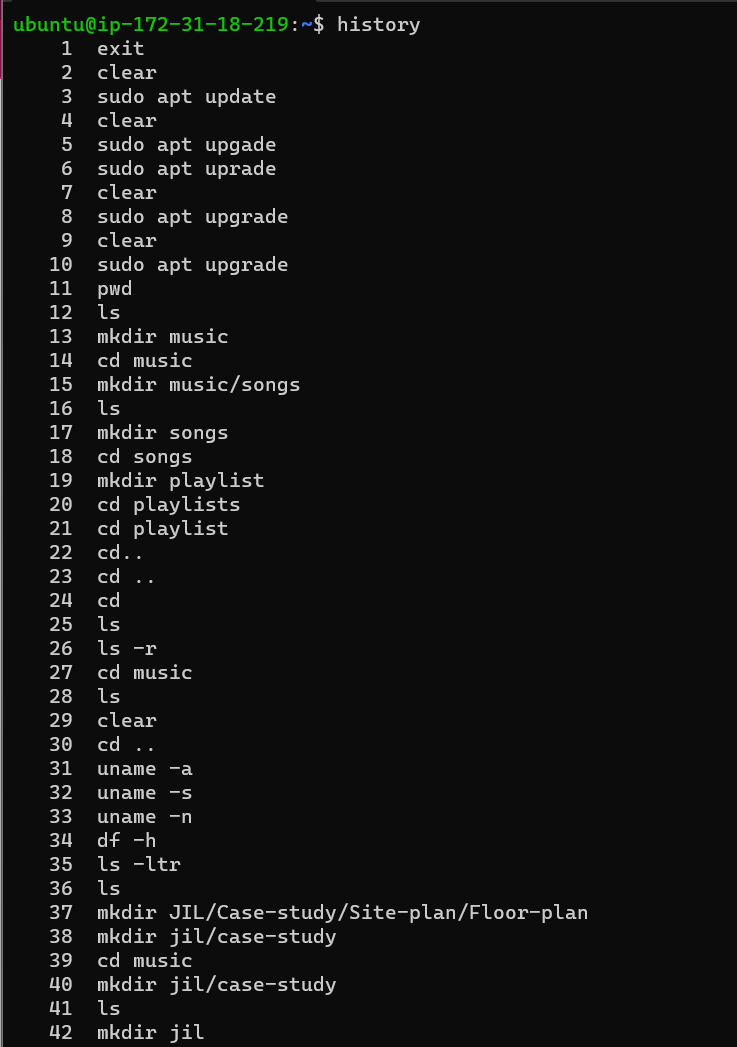 ubuntu@ip-172-31-18-219:~$ history
1 exit
2 clear
3 sudo apt update
4 clear
5 sudo apt upgade
6 sudo apt uprade
7 clear
8 sudo apt upgrade
9 clear
10 sudo apt upgrade
11 pwd
12 ls
13 mkdir music
14 cd music
15 mkdir music/songs
16 ls
17 mkdir songs
18 cd songs
19 mkdir playlist
20 cd playlists
21 cd playlist
22 cd..
23 cd ..
24 cd
25 ls
26 ls -r
27 cd music
28 ls
29 clear
30 cd ..
31 uname -a
32 uname -s
33 uname -n
34 df -h
35 ls -ltr
36 ls
37 mkdir JIL/Case-study/Site-plan/Floor-plan
38 mkdir jil/case-study
39 cd music
40 mkdir jil/case-study
41 ls
42 mkdir jil